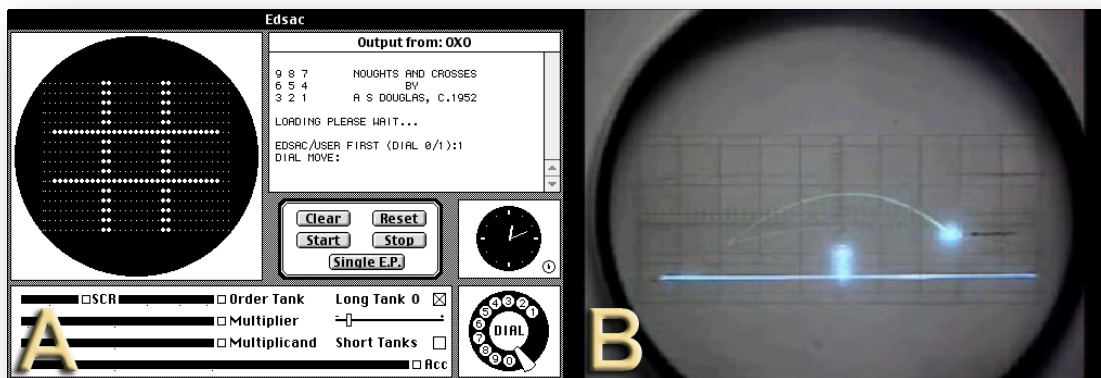 Edsac
Output from: OXO
9 8 7 NOUGHTS AND CROSSES
6 5 4 BY
3 2 1 A S DOUGLAS, C.1952
LOADING PLEASE WAIT...
EDSAC/USER FIRST (DIAL 0/1):1
DIAL MOVE:
Clear Reset
Start Stop
Single E.P.
SCR Order Tank
Multiplier
Multiplicand
Acc
Long Tank 0
- +
Short Tanks
1 2 3 4 5 6 7 8 9 0
DIAL
A
B